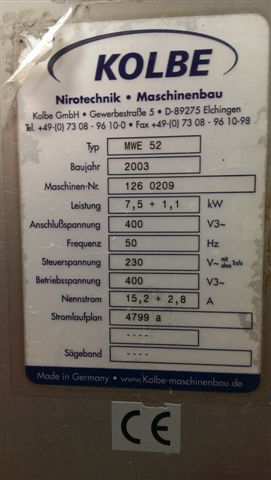 KOLBE
Nirotechnik • Maschinenbau
Kolbe GmbH • Gewerbestraße 5 • D-89275 Elchingen
Tel. +49-(0) 73 08 - 96 10-0 • Fax +49-(0) 73 08 - 96 10-98
Typ MWE 52
Baujahr 2003
Maschinen-Nr. 126 0209
Leistung 7,5 + 1,1 kW
Anschlußspannung 400 V3~
Frequenz 50 Hz
Steuerspannung 230 V~ mit ohne Trafo
Betriebsspannung 400 V3~
Nennstrom 15,2 + 2,8 A
Stromlaufplan 4799 a
----
Sägeband ----
Made in Germany • www.Kolbe-maschinenbau.de
CE